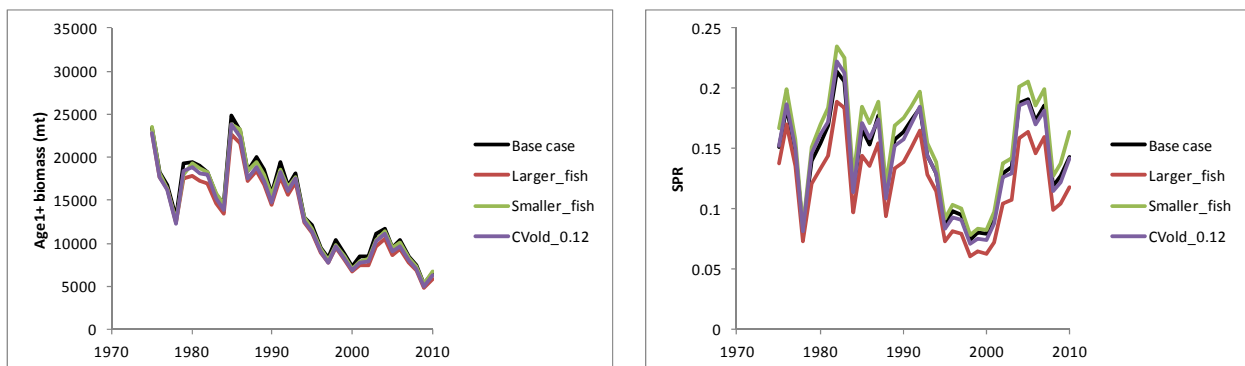 Age1+ biomass (mt)
35000
30000
25000
20000
15000
10000
5000
0
1970 1980 1990 2000 2010
Base case
Larger_fish
Smaller_fish
CVold_0.12
SPR
0.25
0.2
0.15
0.1
0.05
0
1970 1980 1990 2000 2010
Base case
Larger_fish
Smaller_fish
CVold_0.12